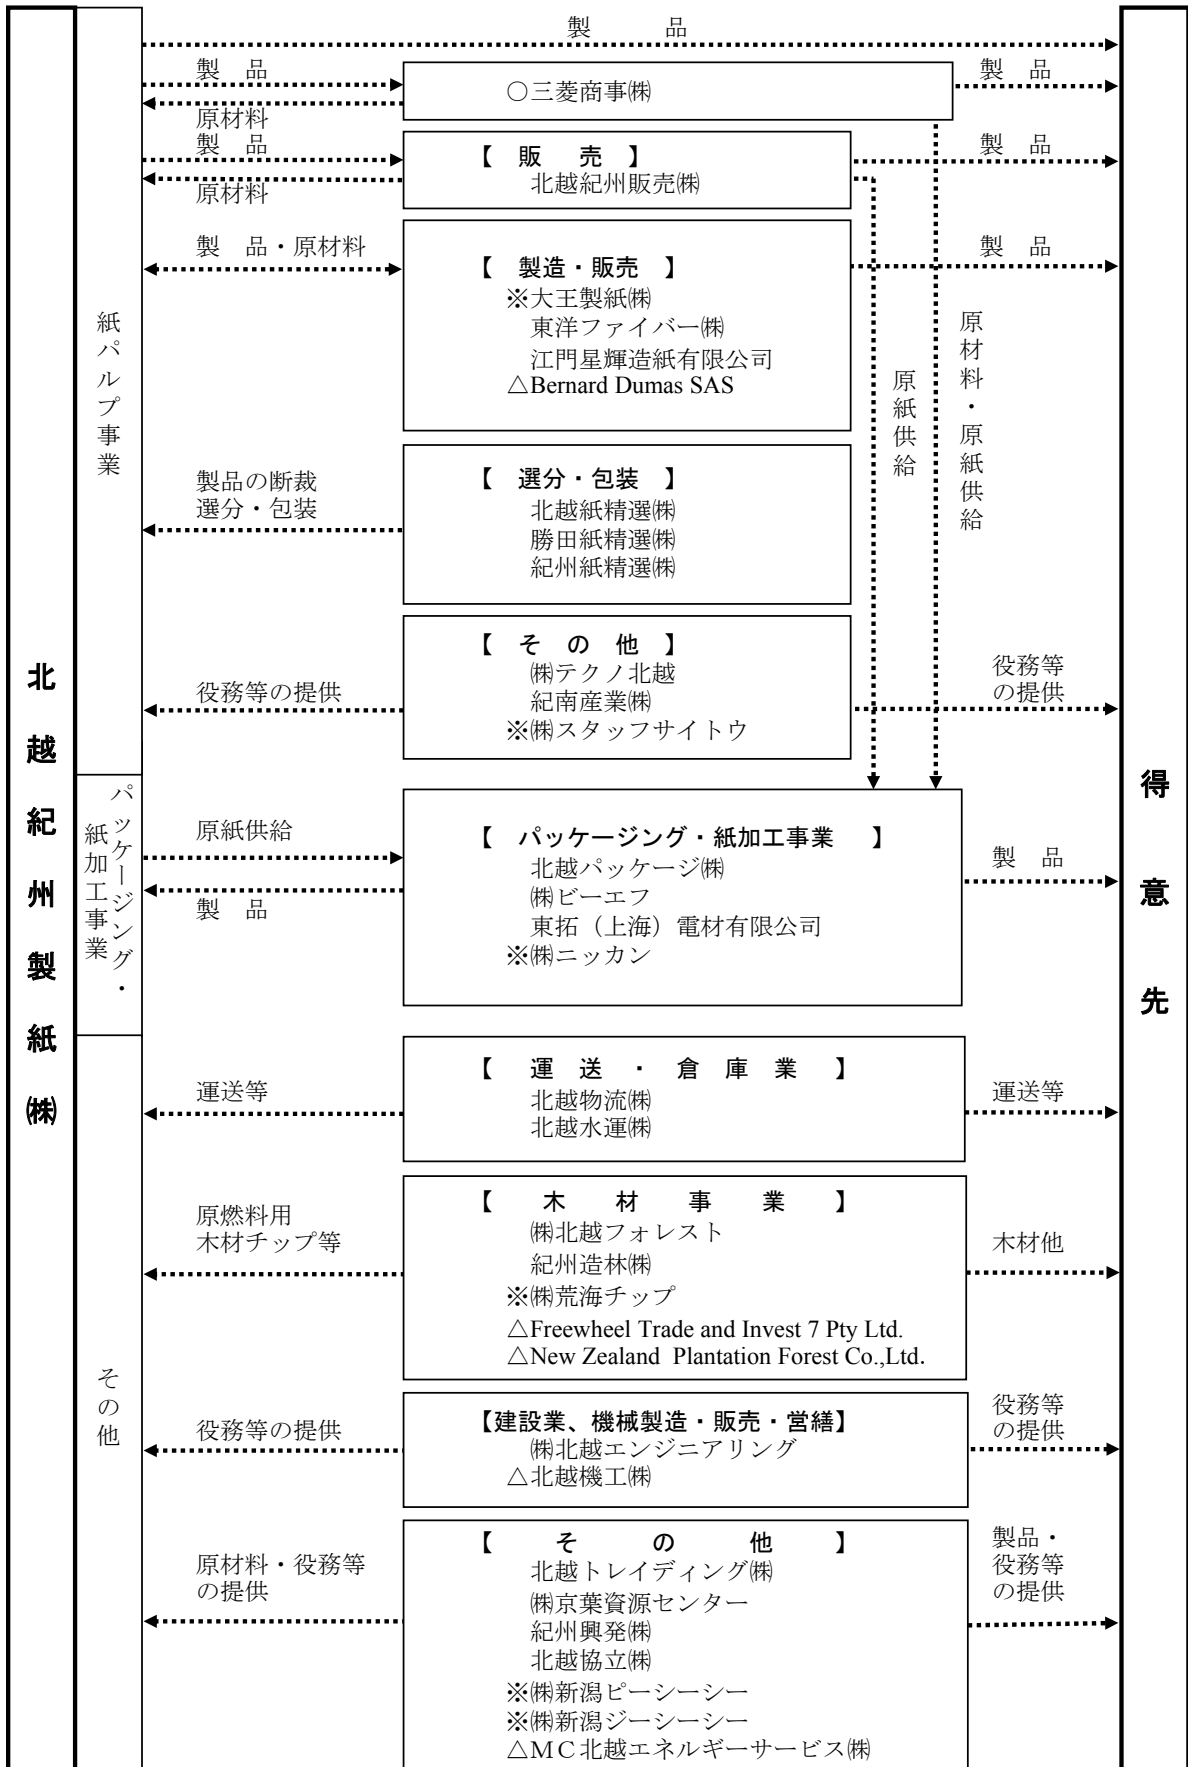 北越紀州製紙㈱
紙パルプ事業
製　品
製　品
○三菱商事㈱
製　品
原材料
製　品
【　販　売　】
北越紀州販売㈱
製　品
原材料
製　品・原材料
【　製造・販売　】
※大王製紙㈱
東洋ファイバー㈱
江門星輝造紙有限公司
△Bernard Dumas SAS
製　品
原紙供給
原材料・原紙供給
製品の断裁
選分・包装
【　選分・包装　】
北越紙精選㈱
勝田紙精選㈱
紀州紙精選㈱
役務等の提供
【　そ　の　他　】
㈱テクノ北越
紀南産業㈱
※㈱スタッフサイトウ
役務等
の提供
パッケージング・
紙加工事業
原紙供給
製　品
【　パッケージング・紙加工事業　】
北越パッケージ㈱
㈱ビーエフ
東拓（上海）電材有限公司
※㈱ニッカン
製　品
その他
運送等
【　運　送　・　倉　庫　業　】
北越物流㈱
北越水運㈱
運送等
原燃料用
木材チップ等
【　木　材　事　業　】
㈱北越フォレスト
紀州造林㈱
※㈱荒海チップ
△Freewheel Trade and Invest 7 Pty Ltd.
△New Zealand Plantation Forest Co.,Ltd.
木材他
役務等の提供
【建設業、機械製造・販売・営繕】
㈱北越エンジニアリング
△北越機工㈱
役務等
の提供
原材料・役務等
の提供
【　そ　の　他　】
北越トレイディング㈱
㈱京葉資源センター
紀州興発㈱
北越協立㈱
※㈱新潟ピーシーシー
※㈱新潟ジーシーシー
△ＭＣ北越エネルギーサービス㈱
製品・
役務等
の提供
得意先